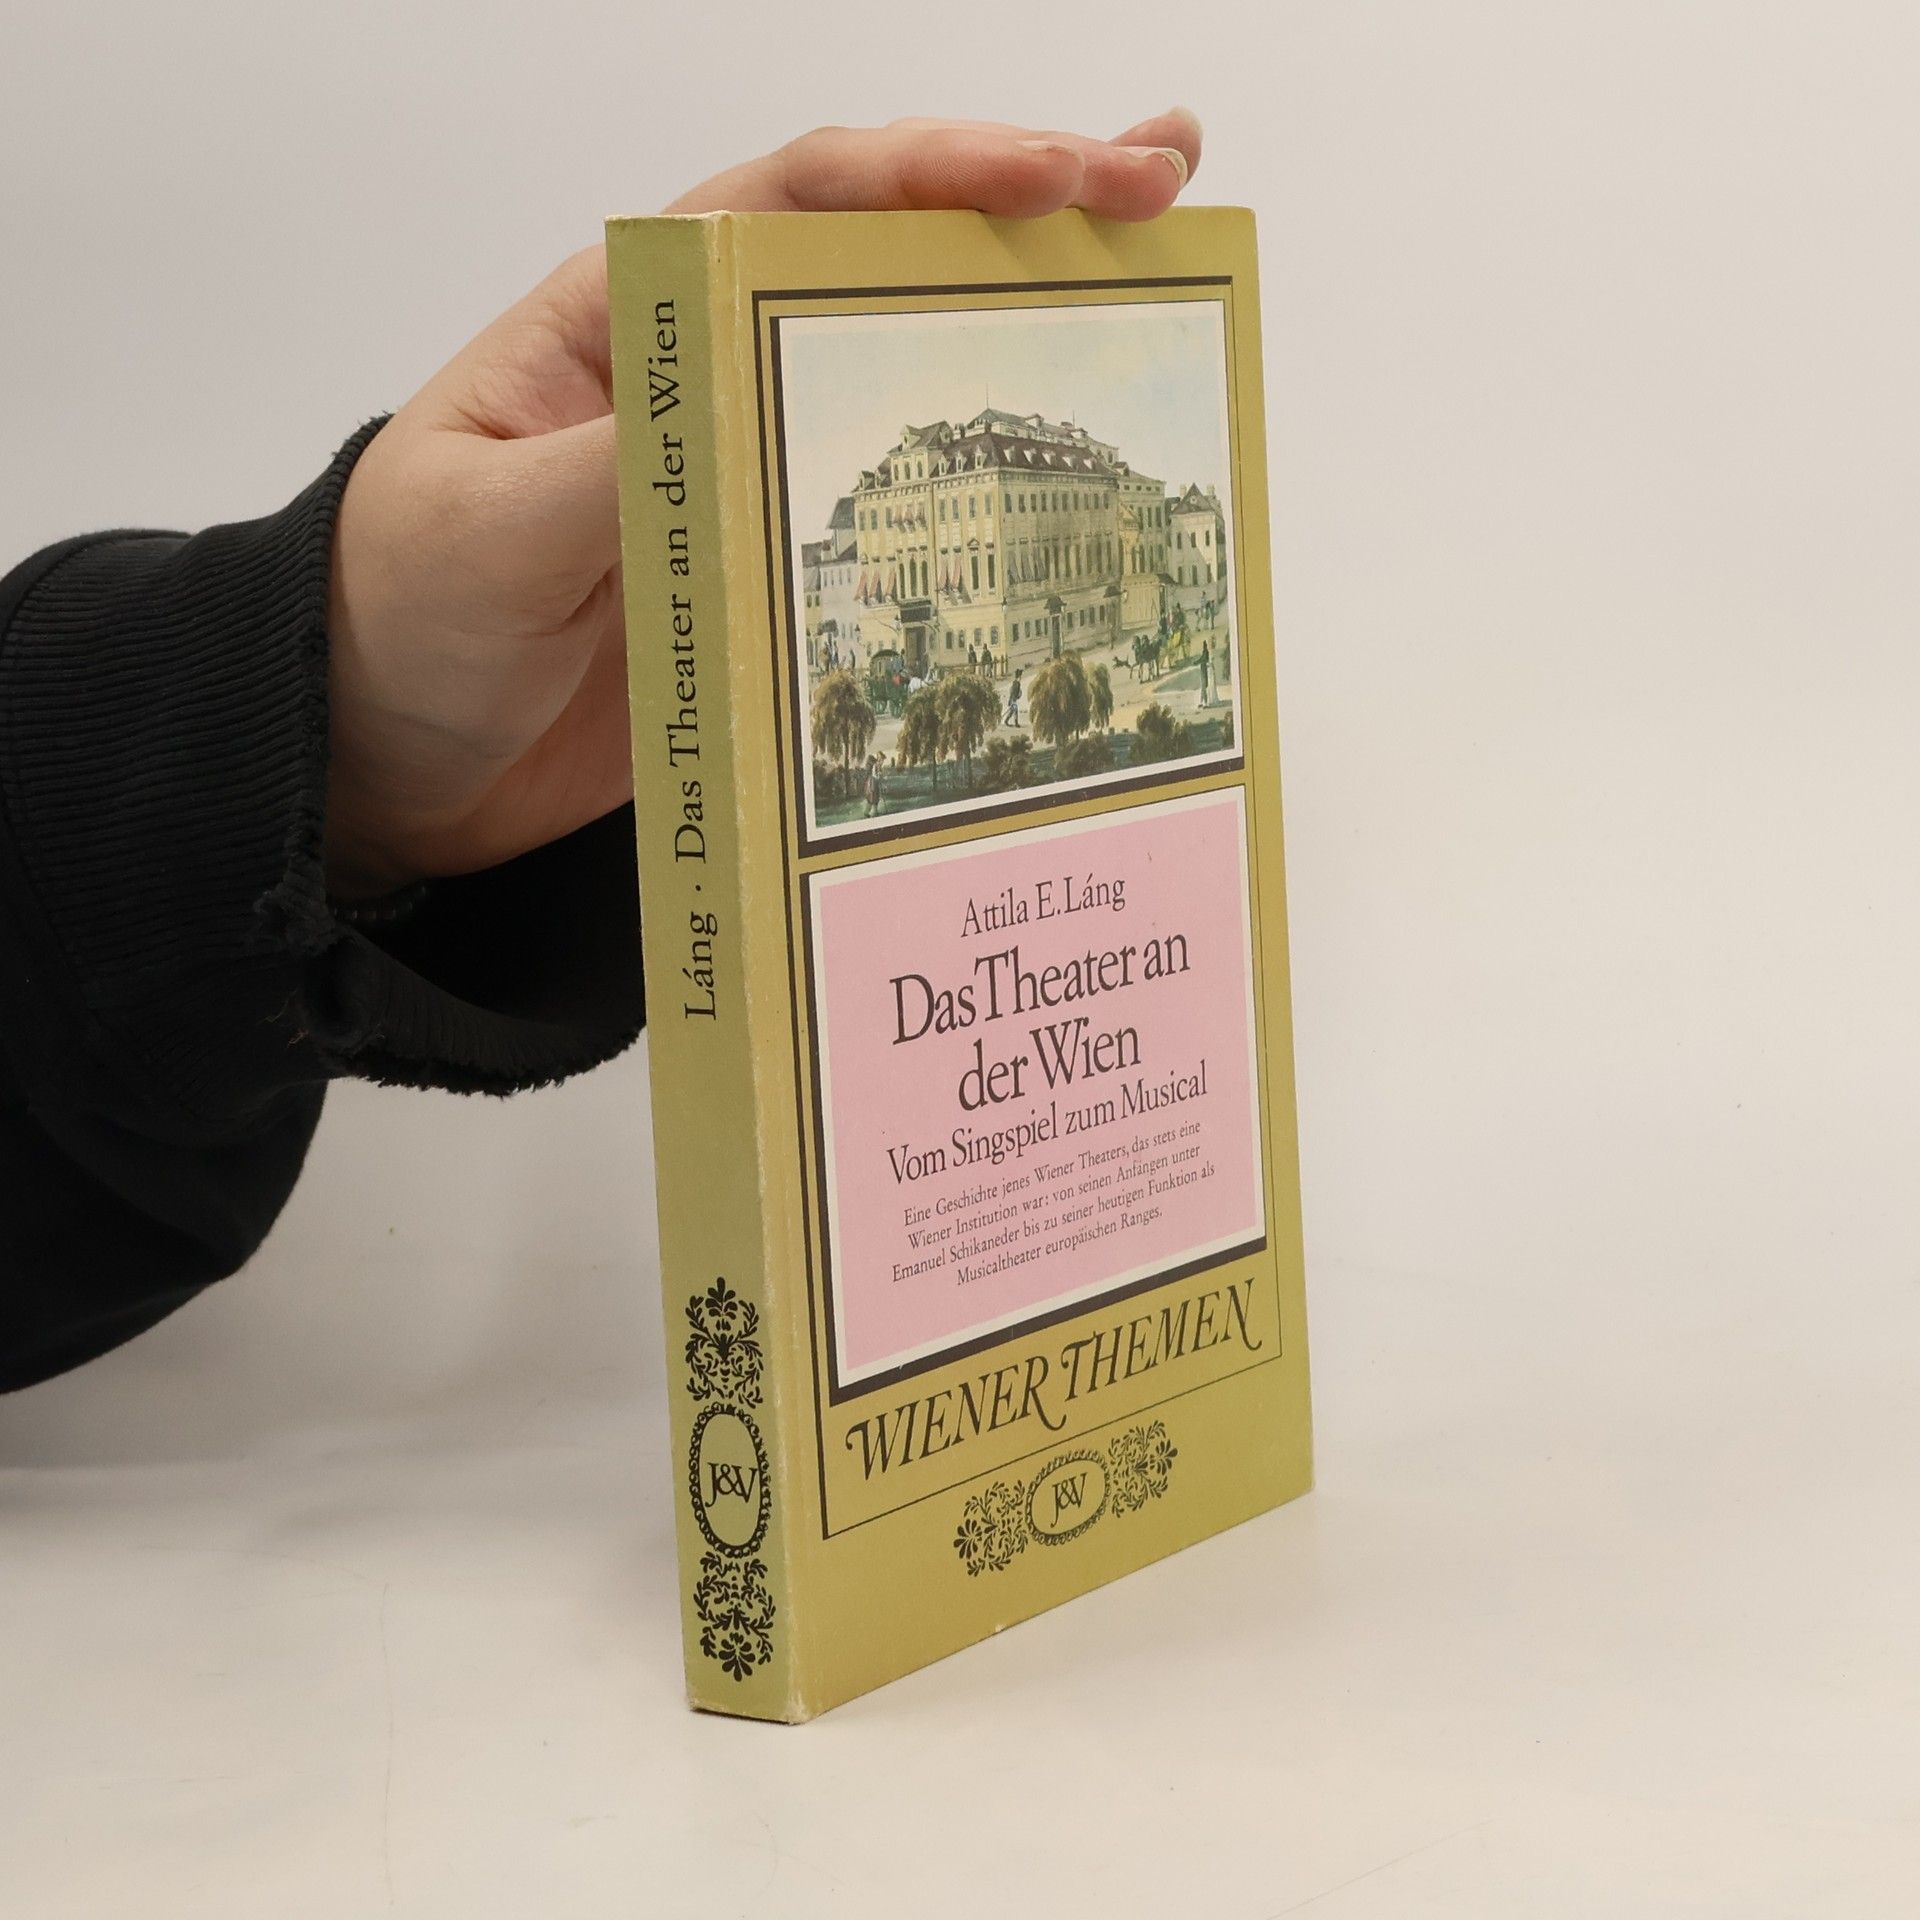 Láng · Das Theater an der Wien
J&V
Attila E. Láng
Das Theater an
der Wien
Vom Singspiel zum Musical
Eine Geschichte jenes Wiener Theaters, das stets eine
Wiener Institution war: von seinen Anfängen unter
Emanuel Schikaneder bis zu seiner heutigen Funktion als
Musicaltheater europäischen Ranges.
WIENER THEMEN
J&V